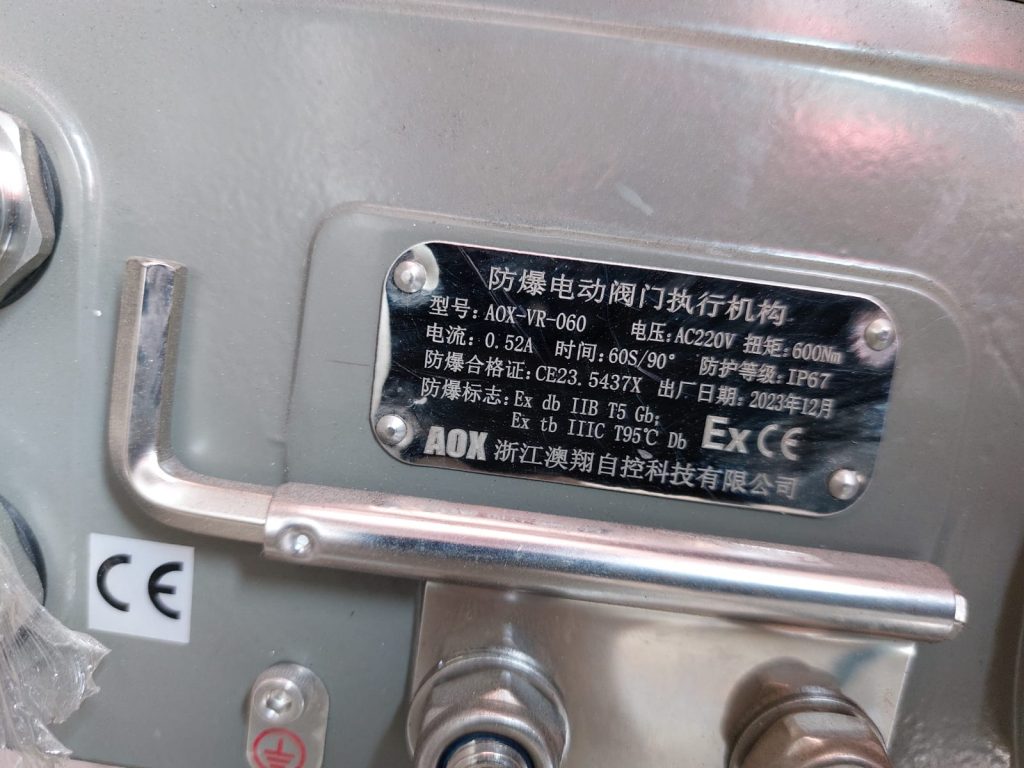 防爆电动阀门执行机构
型号: AOX-VR-060 电压: AC220V 扭矩: 600Nm
电流: 0.52A 时间: 60S/90° 防护等级: IP67
防爆合格证: CE23.5437X 出厂日期: 2023年12月
防爆标志: Ex db IIB T5 Gb;
Ex tb IIIC T95℃ Db Ex CE
AOX 浙江澳翔自控科技有限公司
CE